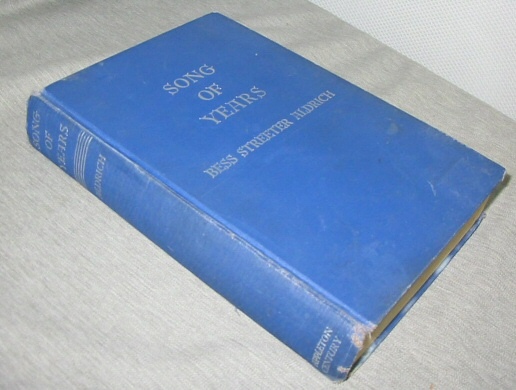 SONG
OF
YEARS
BESS STREETER ALDRICH
SONG
OF
YEARS
ALDRICH
APPLETON
CENTURY